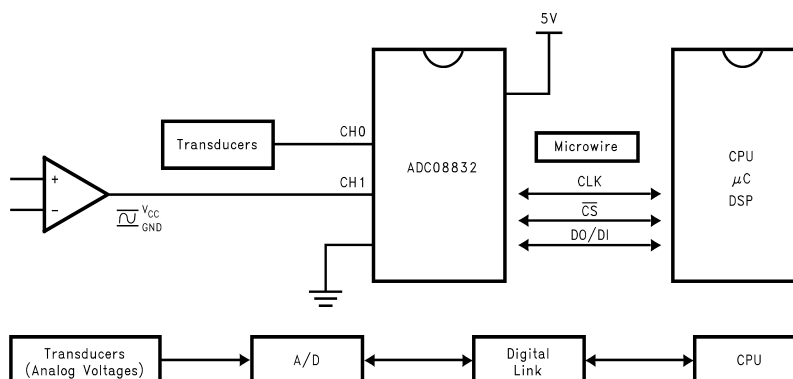 5V
CH0
Transducers
ADC08832
Microwire
CPU
μC
DSP
CH1
CLK
+
−
C̅S̅
VCC
GND
DO/DI
Transducers
(Analog Voltages)
A/D
Digital
Link
CPU